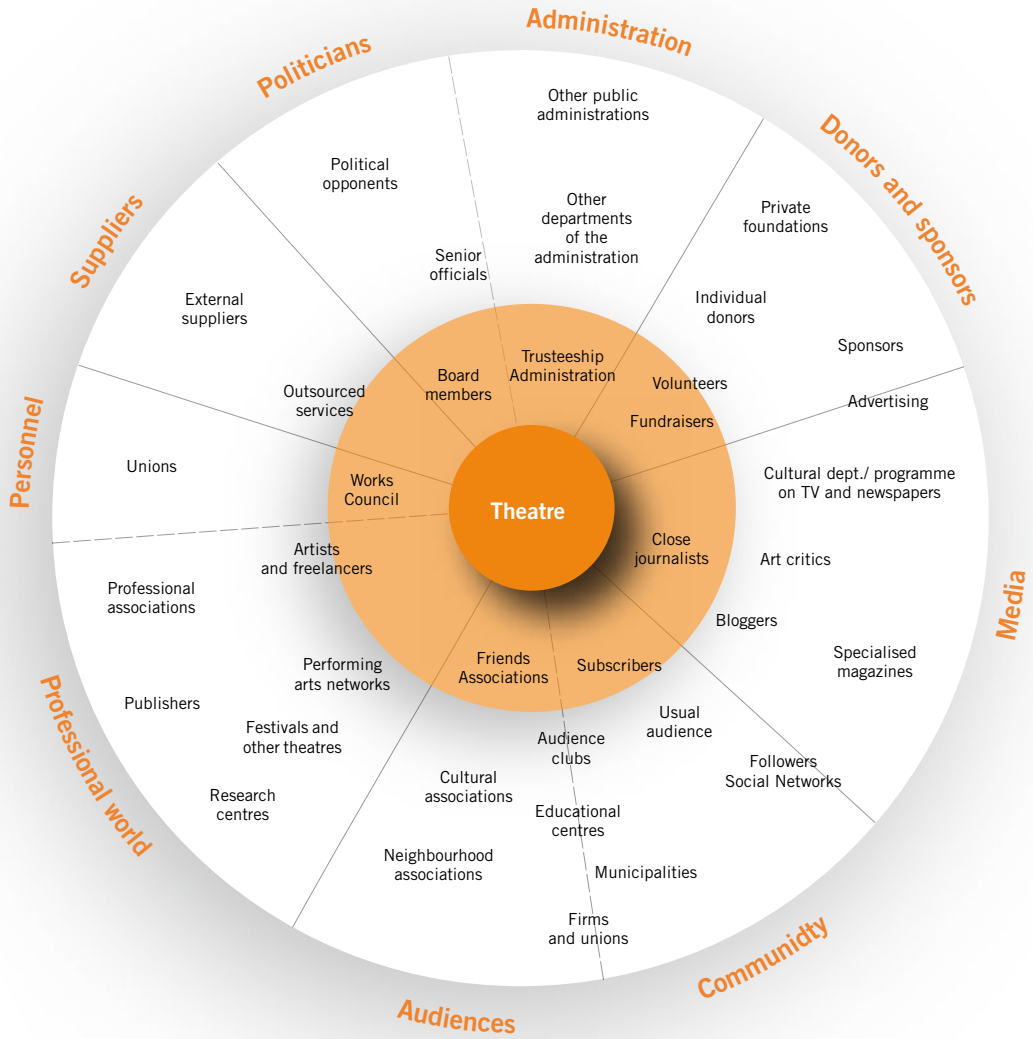 Administration
Politicians
Donors and sponsors
Suppliers
Personnel
Media
Professional world
Communidty
Audiences
Other public
administrations
Political
opponents
Other
departments
of the
administration
Senior
officials
Private
foundations
Individual
donors
Sponsors
External
suppliers
Outsourced
services
Board
members
Trusteeship
Administration
Volunteers
Fundraisers
Advertising
Unions
Works
Council
Theatre
Cultural dept./ programme
on TV and newspapers
Close
journalists
Art critics
Bloggers
Specialised
magazines
Artists
and freelancers
Professional
associations
Performing
arts networks
Publishers
Festivals and
other theatres
Research
centres
Friends
Associations
Subscribers
Usual
audience
Audience
clubs
Followers
Social Networks
Cultural
associations
Educational
centres
Neighbourhood
associations
Municipalities
Firms
and unions